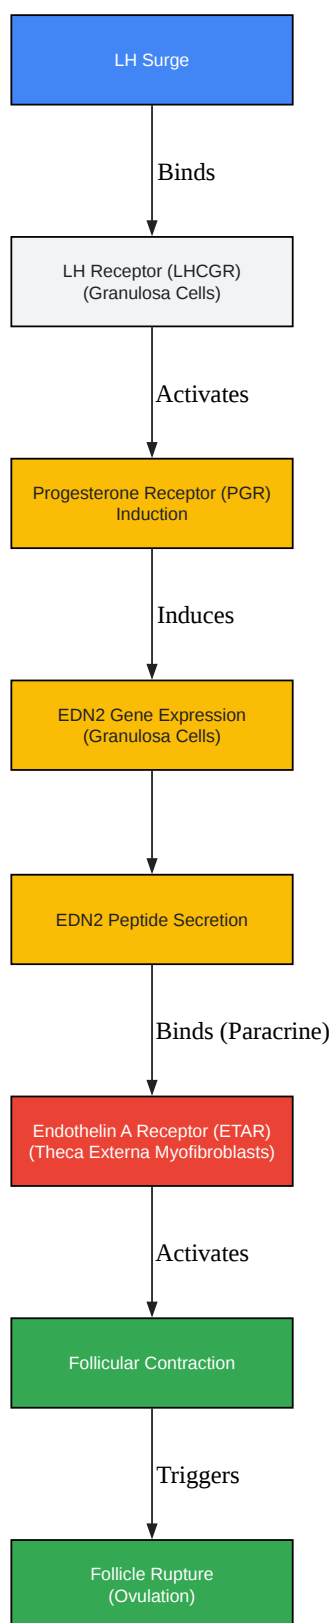 LH Surge
Binds
LH Receptor (LHCGR)
(Granulosa Cells)
Activates
Progesterone Receptor (PGR)
Induction
Induces
EDN2 Gene Expression
(Granulosa Cells)
EDN2 Peptide Secretion
Binds (Paracrine)
Endothelin A Receptor (ETAR)
(Theca Externa Myofibroblasts)
Activates
Follicular Contraction
Triggers
Follicle Rupture
(Ovulation)